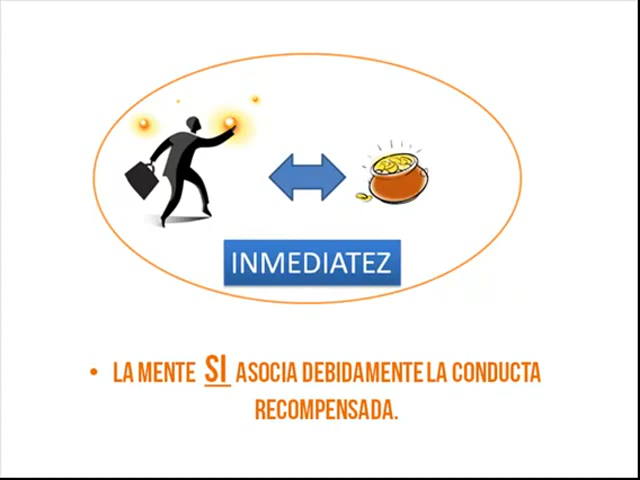 INMEDIATEZ
• LA MENTE SI ASOCIA DEBIDAMENTE LA CONDUCTA
RECOMPENSADA.